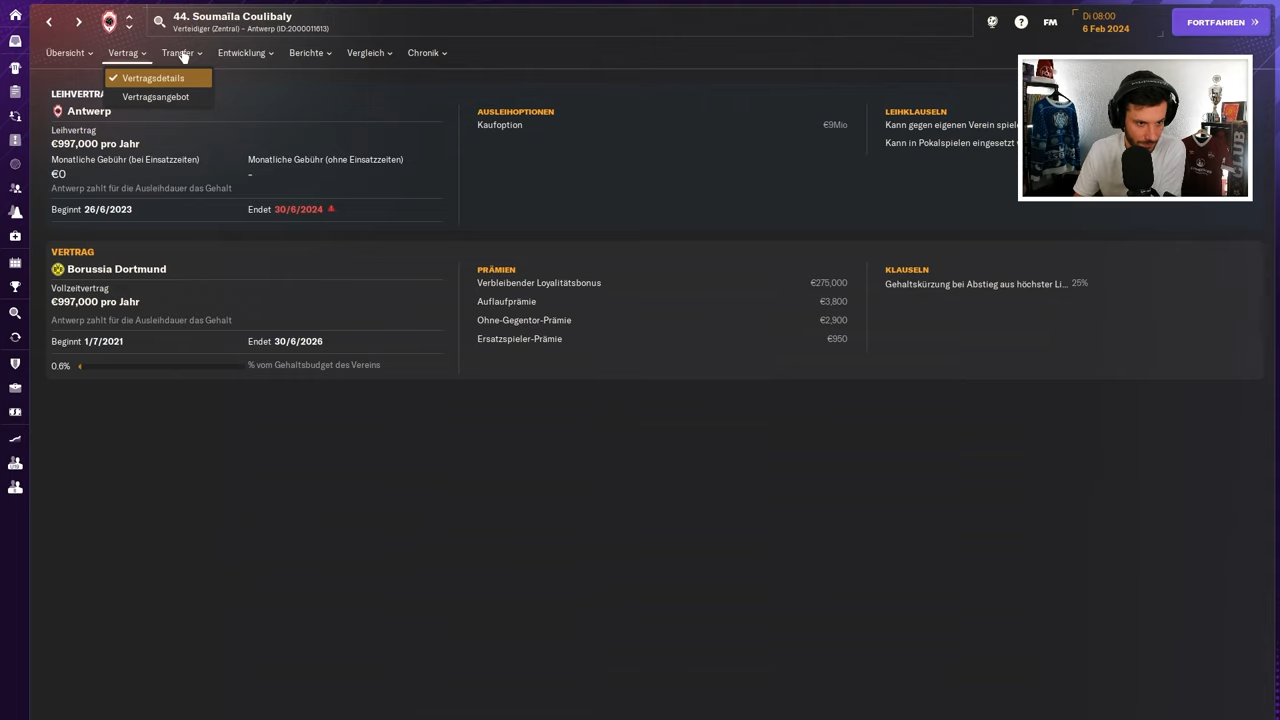 44. Soumaïla Coulibaly
Verteidiger (Zentral) – Antwerp (ID:2000011613)
FM
Di 08:00
6 Feb 2024
FORTFAHREN
Übersicht
Vertrag
Transfer
Entwicklung
Berichte
Vergleich
Chronik
Vertragsdetails
Vertragsangebot
LEIHVERTRA
Antwerp
Leihvertrag
€997,000 pro Jahr
Monatliche Gebühr (bei Einsatzzeiten)
Monatliche Gebühr (ohne Einsatzzeiten)
€0
-
Antwerp zahlt für die Ausleihdauer das Gehalt
Beginnt 26/6/2023
Endet 30/6/2024
AUSLEIHOPTIONEN
Kaufoption
€9Mio
LEIHKLAUSELN
Kann gegen eigenen Verein spiele
Kann in Pokalspielen eingesetzt
CLUB
VERTRAG
Borussia Dortmund
Vollzeitvertrag
€997,000 pro Jahr
Antwerp zahlt für die Ausleihdauer das Gehalt
Beginnt 1/7/2021
Endet 30/6/2026
0.6%
% vom Gehaltsbudget des Vereins
PRÄMIEN
Verbleibender Loyalitätsbonus
€275,000
Auflaufprämie
€3,800
Ohne-Gegentor-Prämie
€2,900
Ersatzspieler-Prämie
€950
KLAUSELN
Gehaltskürzung bei Abstieg aus höchster Li...
25%